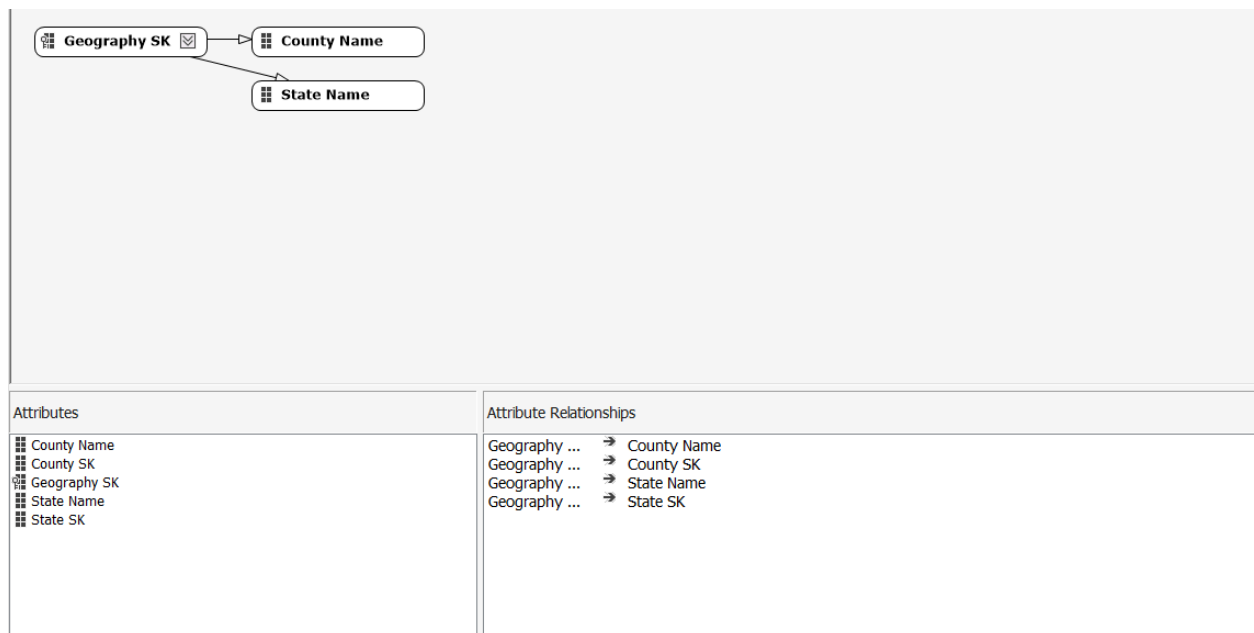 Geography SK
County Name
State Name
Attributes
County Name
County SK
Geography SK
State Name
State SK
Attribute Relationships
Geography ... → County Name
Geography ... → County SK
Geography ... → State Name
Geography ... → State SK